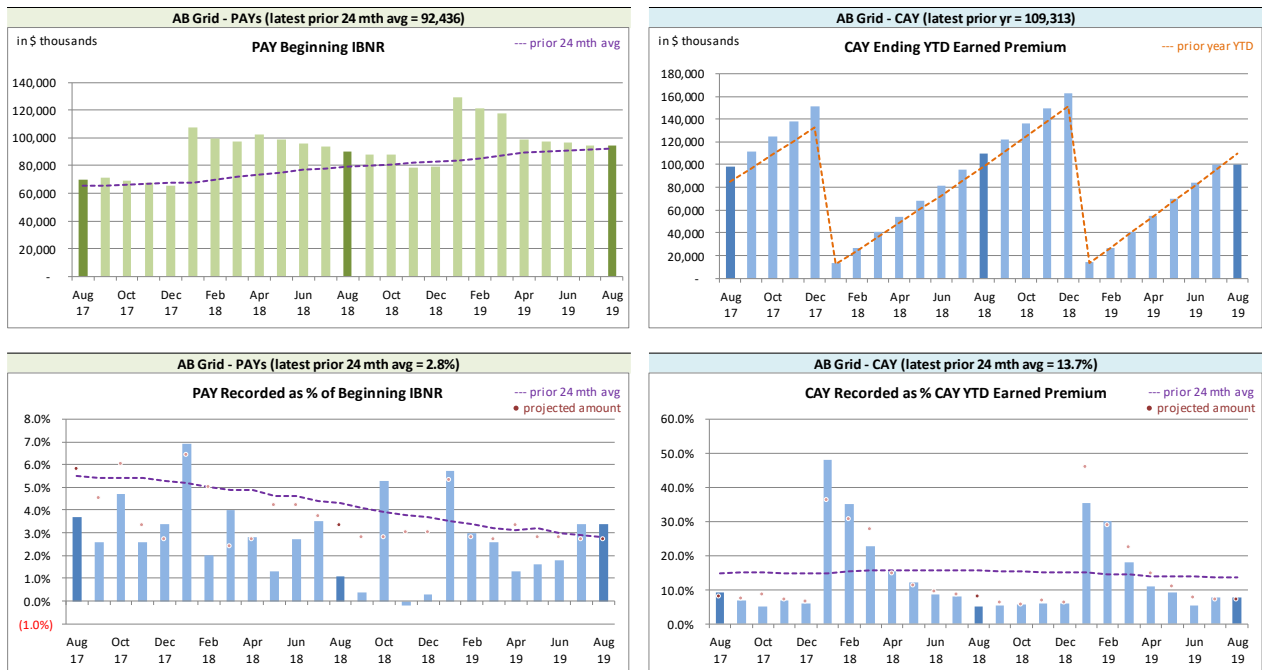 AB Grid - PAYs (latest prior 24 mth avg = 92,436)
in $ thousands
PAY Beginning IBNR
--- prior 24 mth avg
140,000
120,000
100,000
80,000
60,000
40,000
20,000
-
Aug Oct Dec Feb Apr Jun Aug Oct Dec Feb Apr Jun Aug
17 17 17 18 18 18 18 18 18 19 19 19 19
AB Grid - CAY (latest prior yr = 109,313)
in $ thousands
CAY Ending YTD Earned Premium
--- prior year YTD
180,000
160,000
140,000
120,000
100,000
80,000
60,000
40,000
20,000
-
Aug Oct Dec Feb Apr Jun Aug Oct Dec Feb Apr Jun Aug
17 17 17 18 18 18 18 18 18 19 19 19 19
AB Grid - PAYs (latest prior 24 mth avg = 2.8%)
PAY Recorded as % of Beginning IBNR
--- prior 24 mth avg
• projected amount
8.0%
7.0%
6.0%
5.0%
4.0%
3.0%
2.0%
1.0%
0.0%
(1.0%)
Aug Oct Dec Feb Apr Jun Aug Oct Dec Feb Apr Jun Aug
17 17 17 18 18 18 18 18 18 19 19 19 19
AB Grid - CAY (latest prior 24 mth avg = 13.7%)
CAY Recorded as % CAY YTD Earned Premium
--- prior 24 mth avg
• projected amount
60.0%
50.0%
40.0%
30.0%
20.0%
10.0%
0.0%
Aug Oct Dec Feb Apr Jun Aug Oct Dec Feb Apr Jun Aug
17 17 17 18 18 18 18 18 18 19 19 19 19